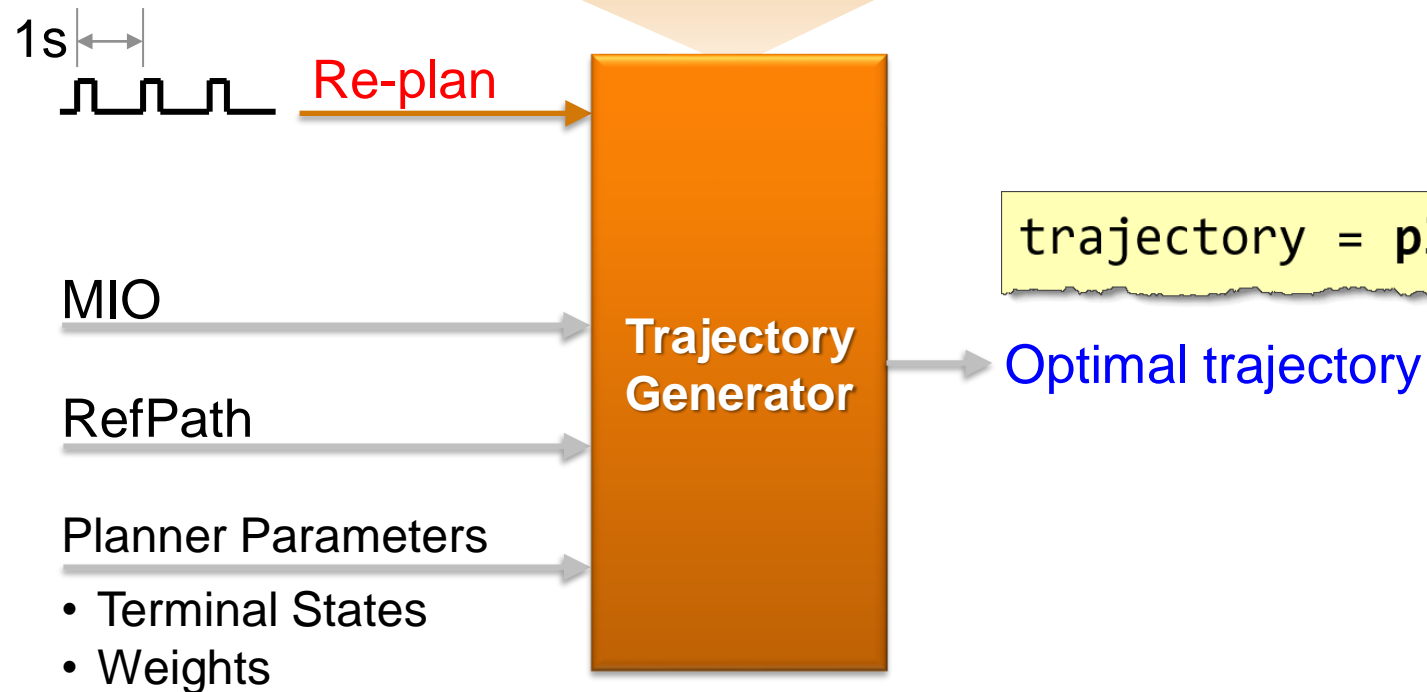 1s
Re-plan
MIO
RefPath
Planner Parameters
• Terminal States
• Weights
Trajectory
Generator
trajectory =
Optimal trajectory